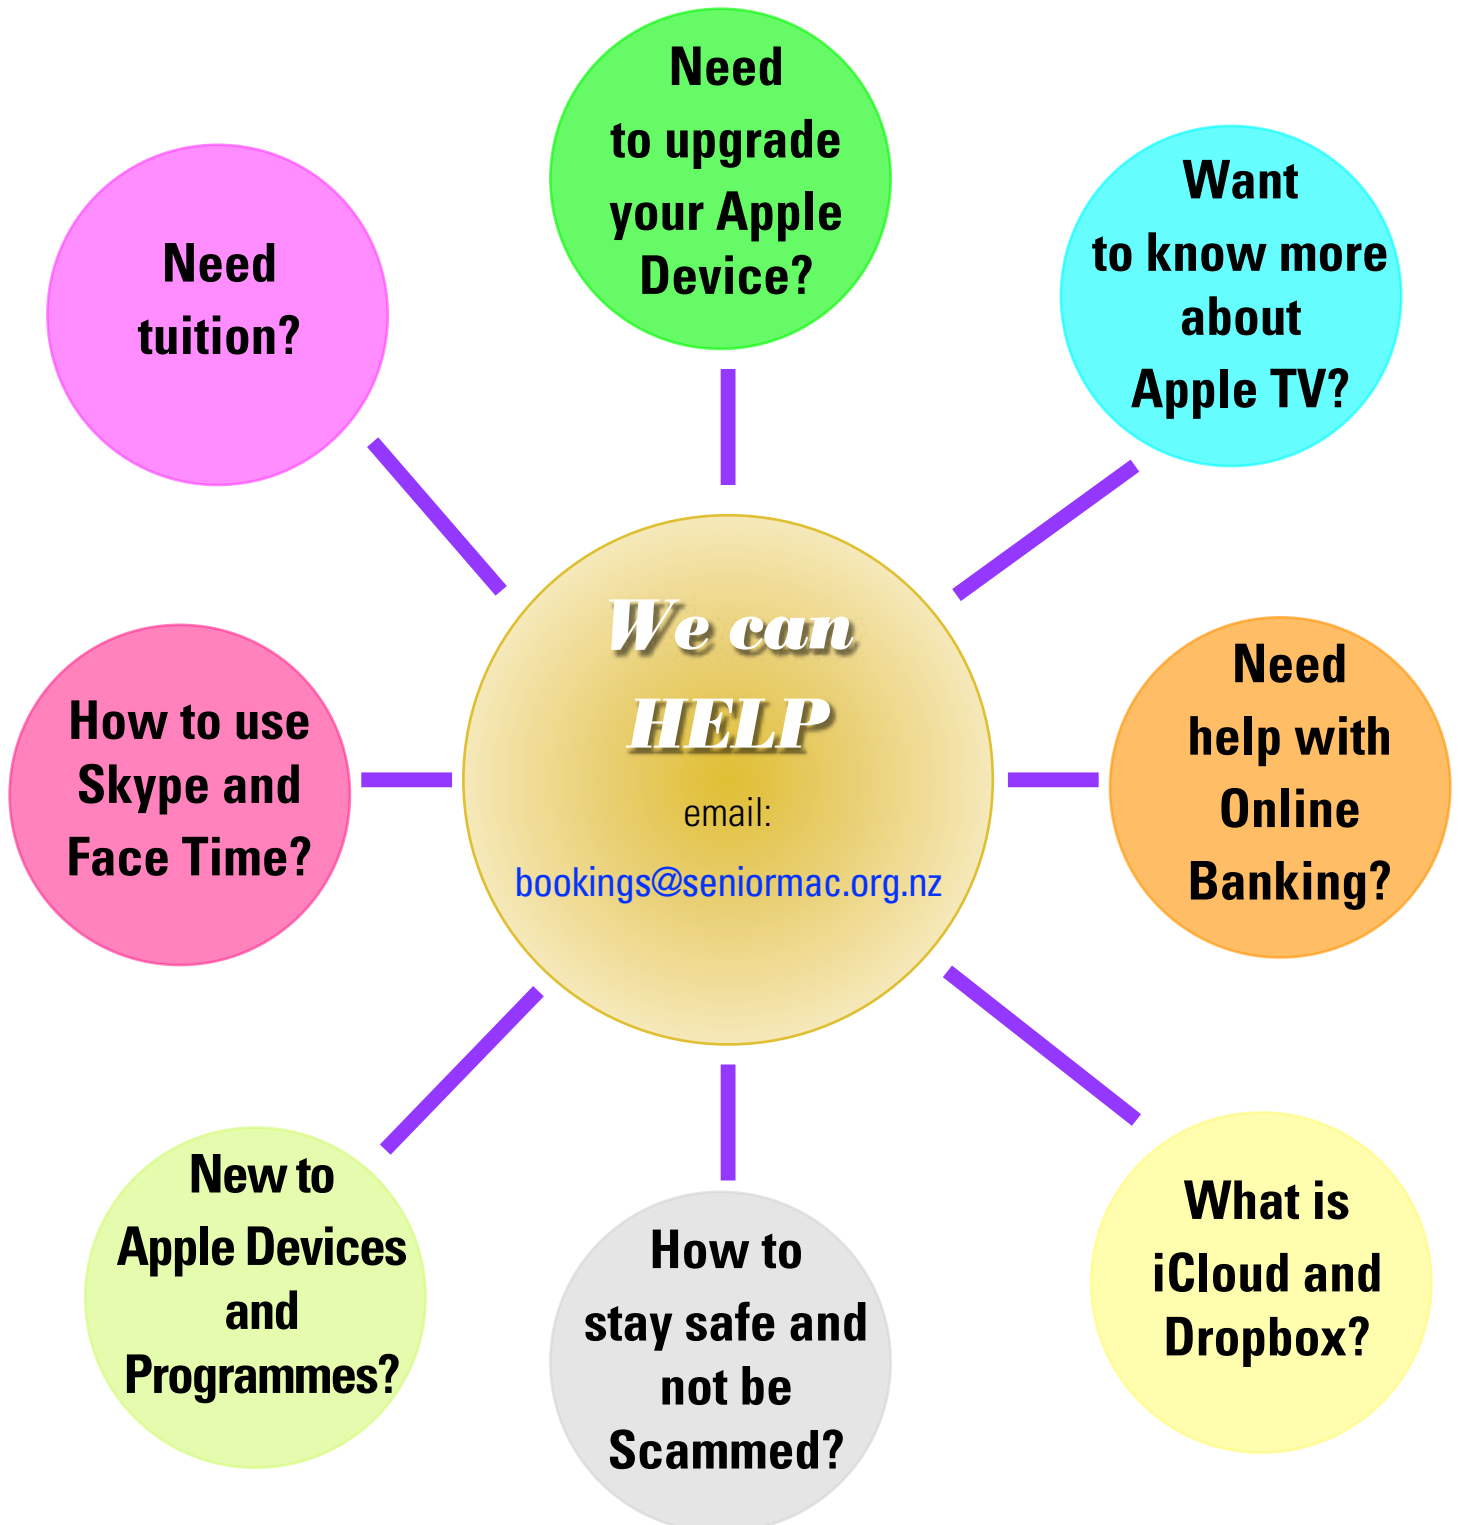 Need
to upgrade
your Apple
Device?
Want
to know more
about
Apple TV?
Need
tuition?
We can
HELP
email:
bookings@seniormac.org.nz
Need
help with
Online
Banking?
How to use
Skype and
Face Time?
New to
Apple Devices
and
Programmes?
How to
stay safe and
not be
Scammed?
What is
iCloud and
Dropbox?